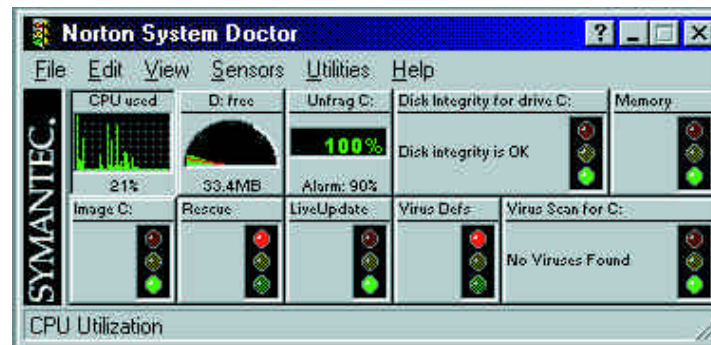 Norton System Doctor
File Edit View Sensors Utilities Help
SYMANTEC.
CPU used
21%
D: free
33.4MB
Unfrag C:
100%
Alarm: 90%
Disk Integrity for drive C:
Disk integrity is OK
Memory
Image C:
Rescue
LiveUpdate
Virus Defs
Virus Scan for C:
No Viruses Found
CPU Utilization